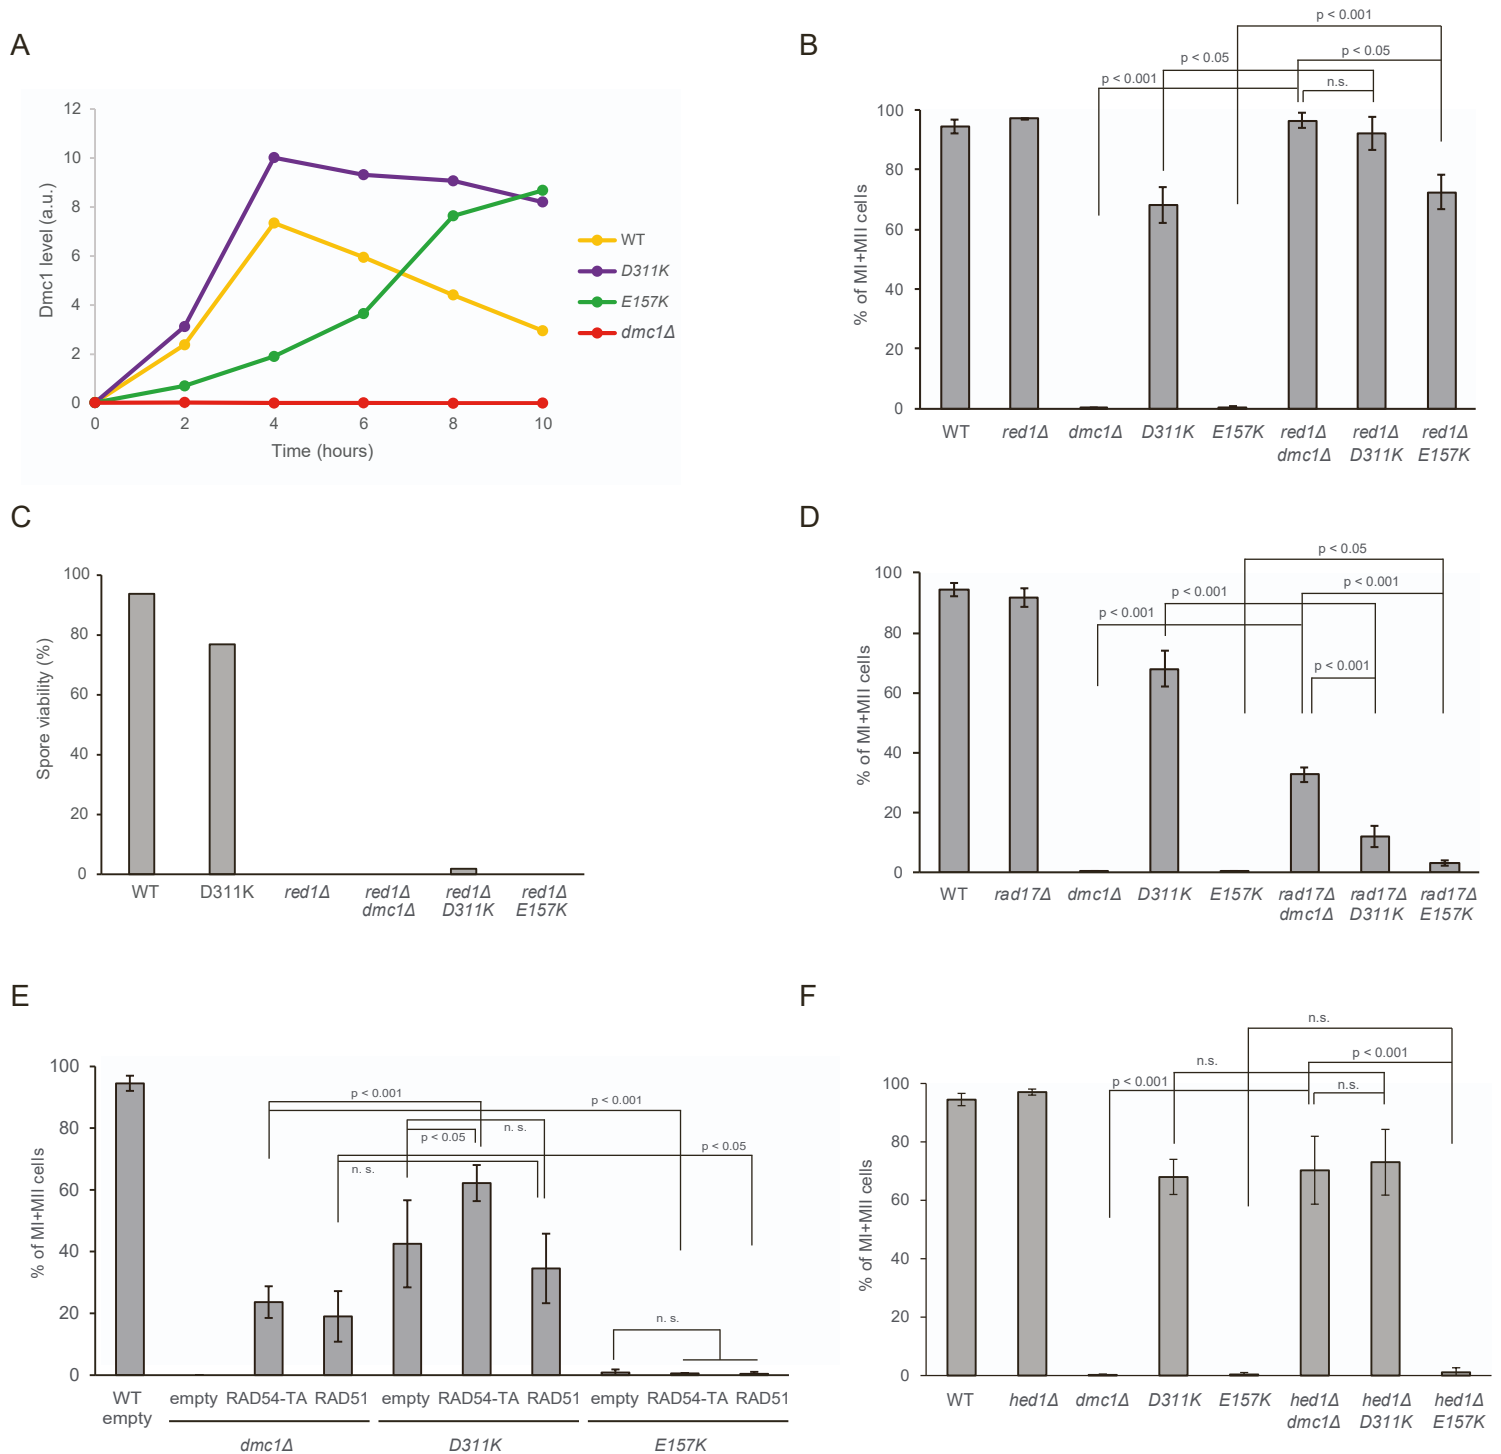 A
12
10
8
6
4
2
0
Dmc1 level (a.u.)
0 2 4 6 8 10
Time (hours)
WT
D311K
E157K
dmc1Δ
B
p < 0.001
p < 0.05
p < 0.05
p < 0.001
n.s.
100
80
60
40
20
0
% of MI+MII cells
WT red1Δ dmc1Δ D311K E157K red1Δ red1Δ red1Δ
dmc1Δ D311K E157K
C
100
80
60
40
20
0
Spore viability (%)
WT D311K red1Δ red1Δ red1Δ red1Δ
dmc1Δ D311K E157K
D
p < 0.05
p < 0.001
p < 0.001
p < 0.001
p < 0.001
100
80
60
40
20
0
% of MI+MII cells
WT rad17Δ dmc1Δ D311K E157K rad17Δ rad17Δ rad17Δ
dmc1Δ D311K E157K
E
100
80
60
40
20
0
% of MI+MII cells
p < 0.001
p < 0.001
n. s.
p < 0.05
p < 0.05
n. s.
n. s.
WT empty RAD54-TA RAD51 empty RAD54-TA RAD51 empty RAD54-TA RAD51
empty
dmc1Δ D311K E157K
F
n.s.
p < 0.001
n.s.
p < 0.001
n.s.
100
80
60
40
20
0
% of MI+MII cells
WT hed1Δ dmc1Δ D311K E157K hed1Δ hed1Δ hed1Δ
dmc1Δ D311K E157K